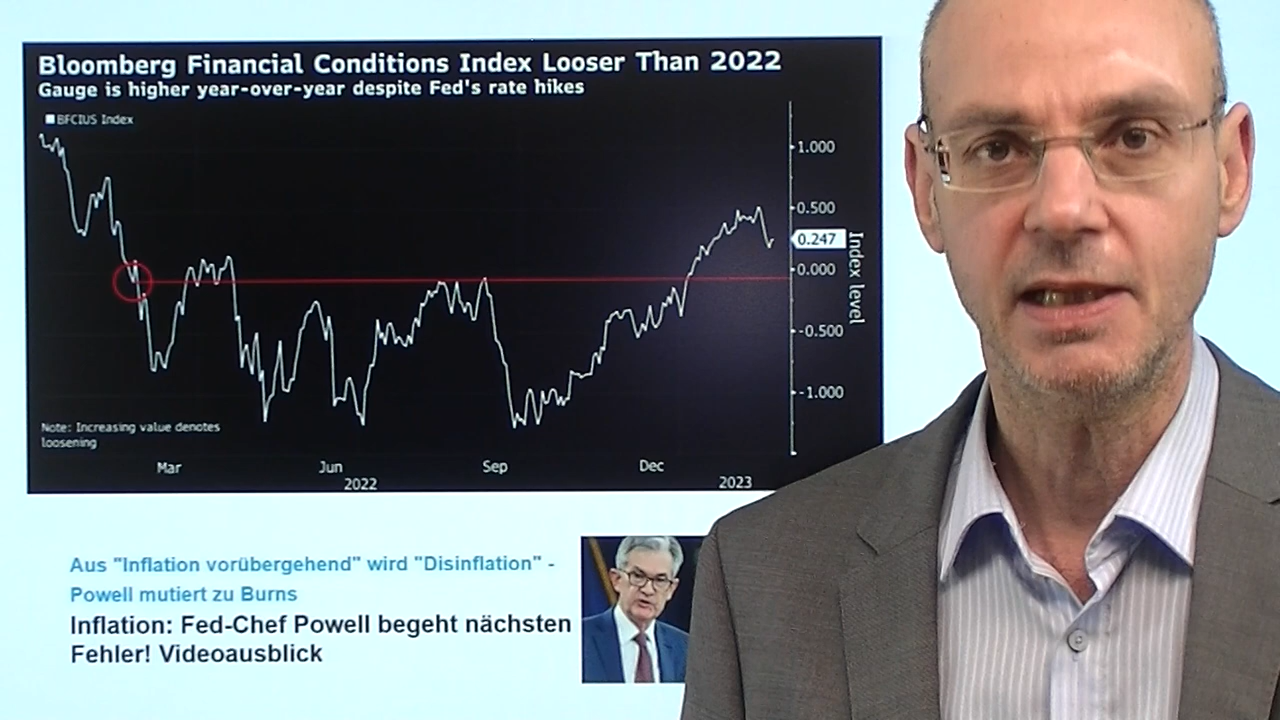 Bloomberg Financial Conditions Index Looser Than 2022
Gauge is higher year-over-year despite Fed's rate hikes
BFCIUS Index
1.000
0.500
0.247
0.000
-0.500
-1.000
Index level
Note: Increasing value denotes
loosening
Mar Jun Sep Dec
2022 2023
Aus "Inflation vorübergehend" wird "Disinflation" -
Powell mutiert zu Burns
Inflation: Fed-Chef Powell begeht nächsten
Fehler! Videoausblick